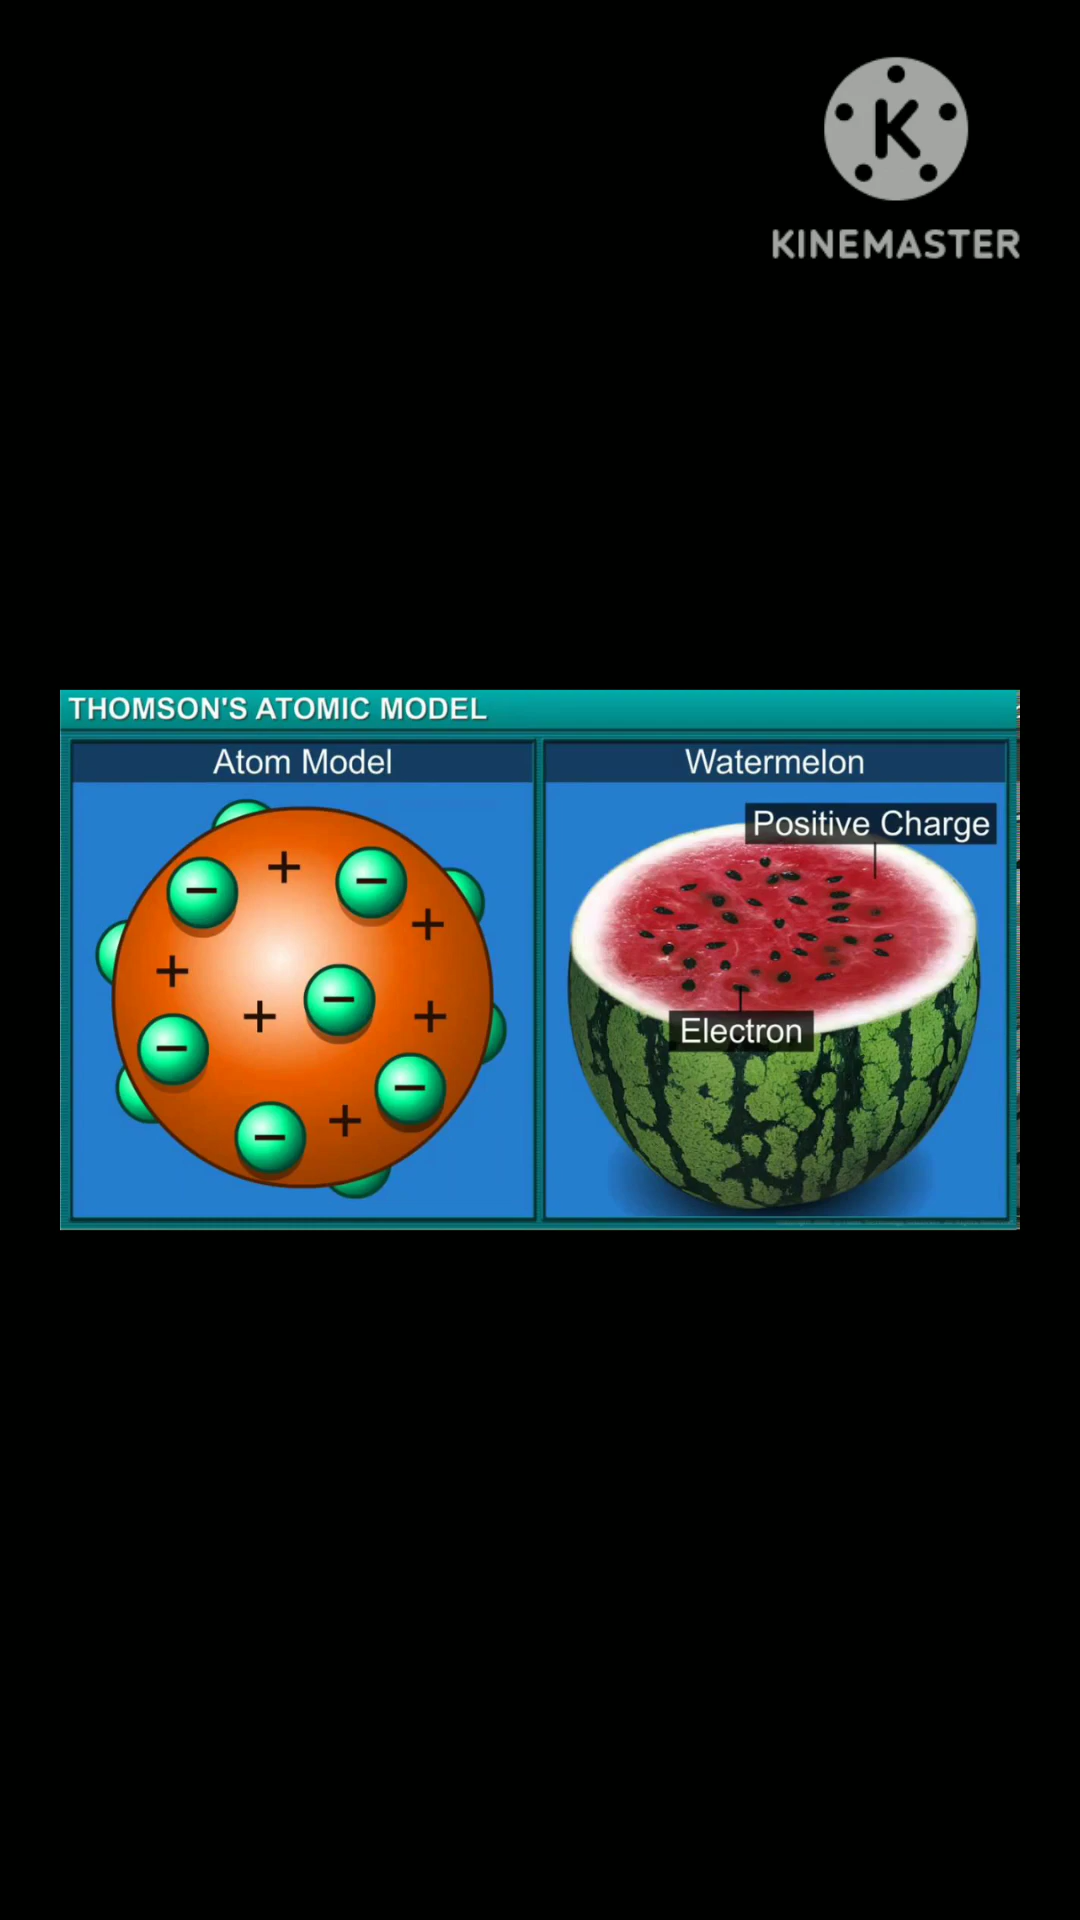 K
KINEMASTER
THOMSON'S ATOMIC MODEL
Atom Model
Watermelon
Positive Charge
Electron
+
− −
+
+
− + +
− −
− +